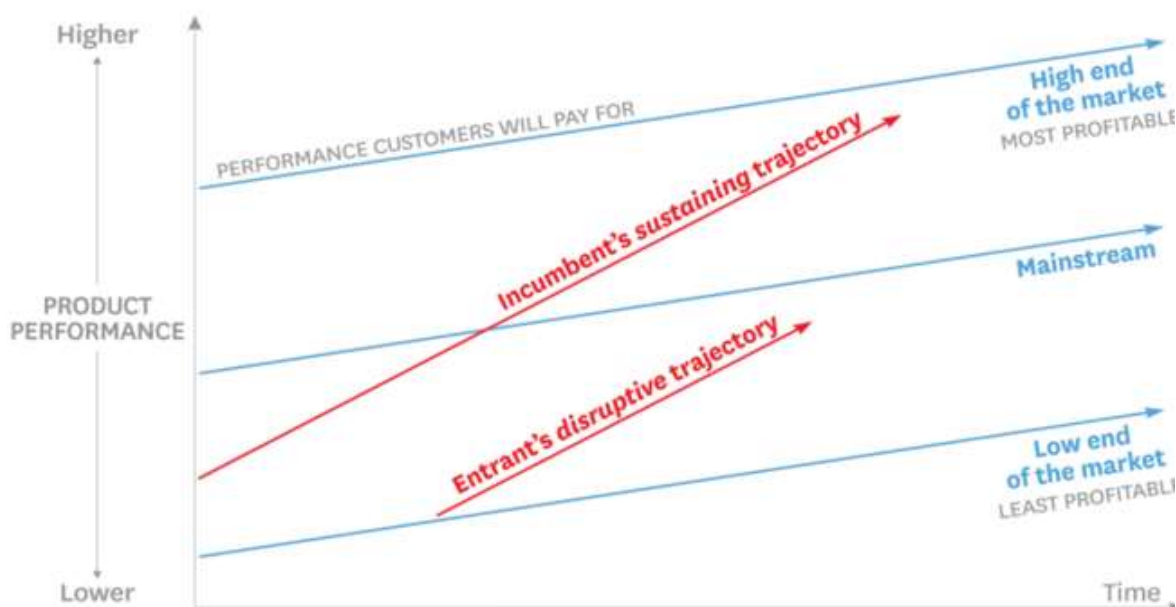 Higher
PERFORMANCE CUSTOMERS WILL PAY FOR
High end
of the market
MOST PROFITABLE
Incumbent's sustaining trajectory
Mainstream
PRODUCT
PERFORMANCE
Entrant's disruptive trajectory
Low end
of the market
LEAST PROFITABLE
Lower
Time